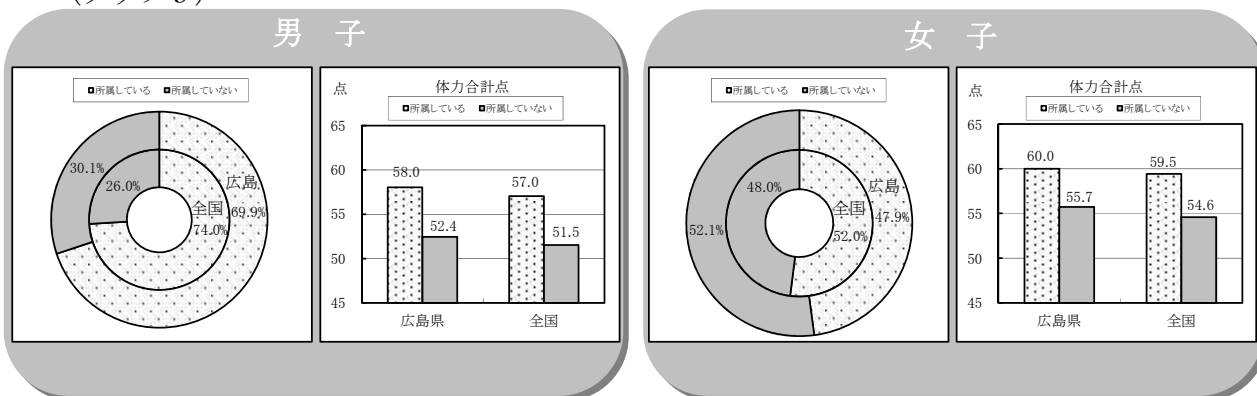 男 子
□所属している ■所属していない
30.1%
26.0%
広島
69.9%
全国
74.0%
点
体力合計点
□所属している ■所属していない
65
60
55
50
45
58.0
52.4
57.0
51.5
広島県
全国
女 子
□所属している ■所属していない
48.0%
52.1%
広島
47.9%
全国
52.0%
点
体力合計点
□所属している ■所属していない
65
60
55
50
45
60.0
55.7
59.5
54.6
広島県
全国